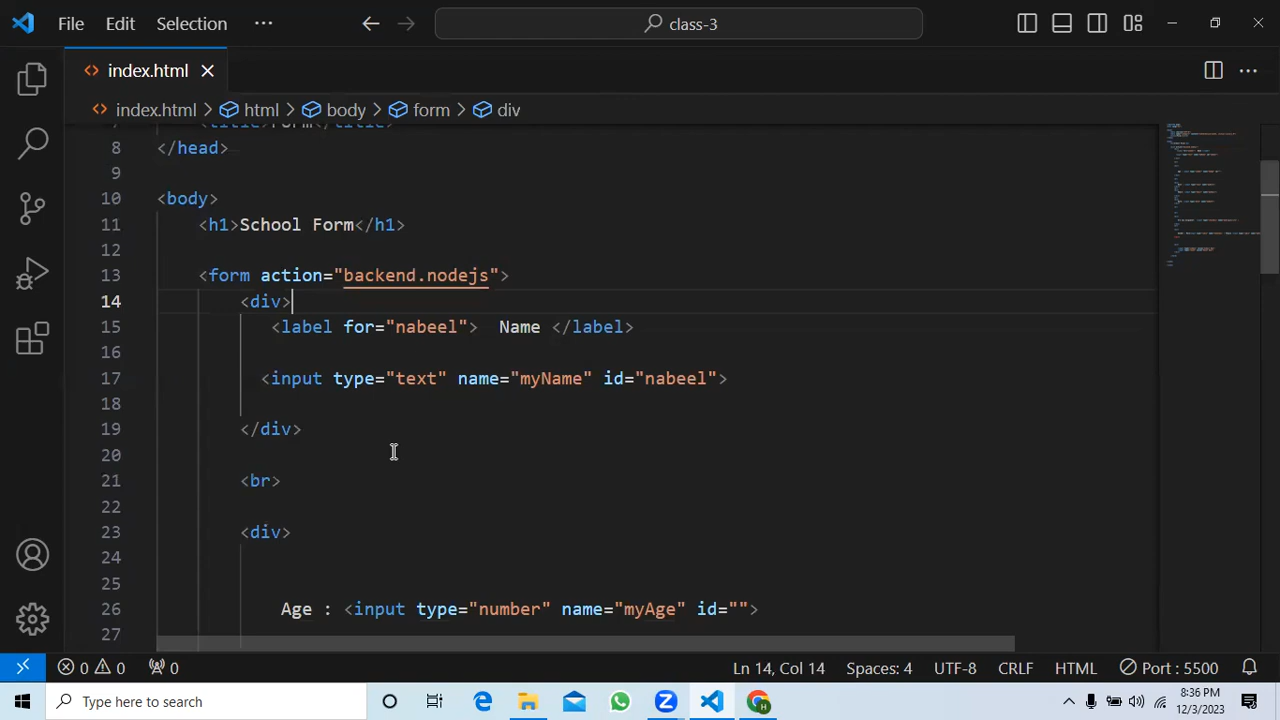 File Edit Selection ··· class-3
index.html
index.html > html > body > form > div
7 <title>Form</title>
8 </head>
9
10 <body>
11 <h1>School Form</h1>
12
13 <form action="backend.nodejs">
14 <div>
15 <label for="nabeel"> Name </label>
16
17 <input type="text" name="myName" id="nabeel">
18
19 </div>
20
21 <br>
22
23 <div>
24
25
26 Age : <input type="number" name="myAge" id="">
27
0 0 0 Ln 14, Col 14 Spaces: 4 UTF-8 CRLF HTML Port : 5500
Type here to search 8:36 PM
12/3/2023